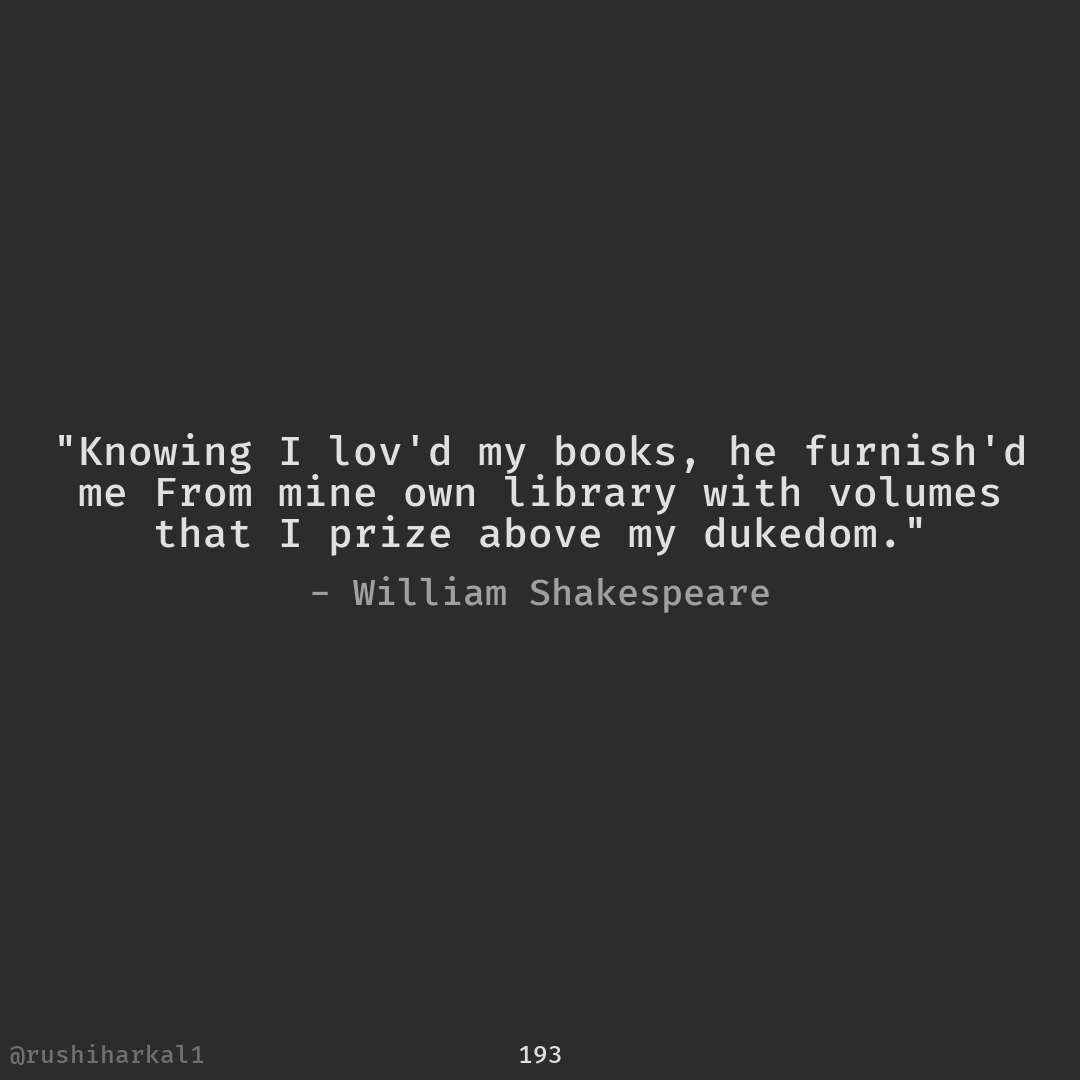 "Knowing I lov'd my books, he furnish'd
me From mine own library with volumes
that I prize above my dukedom."
- William Shakespeare
@rushiharkal1
193